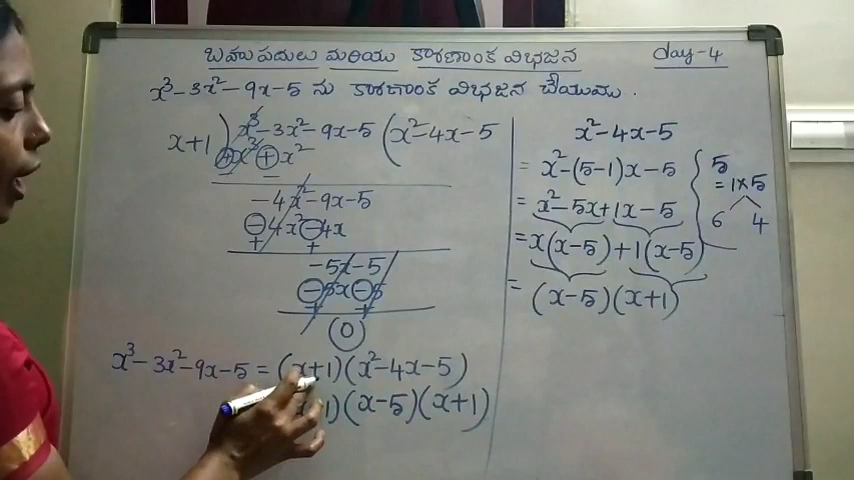 బహుపదులు మరియు కారణాంక విభజన day-4
x³-3x²-9x-5 ను కారణాంక విభజన చేయుము.
x+1) x³-3x²-9x-5 (x²-4x-5
+x³+x²
- -
-4x²-9x-5
-4x²-4x
+ +
-5x-5
-5x-5
+ +
0
x³-3x²-9x-5 = (x+1)(x²-4x-5)
1)(x-5)(x+1)
x²-4x-5
= x²-(5-1)x-5
= x²-5x+1x-5
= x(x-5)+1(x-5)
= (x-5)(x+1)
5
= 1x5
6 4